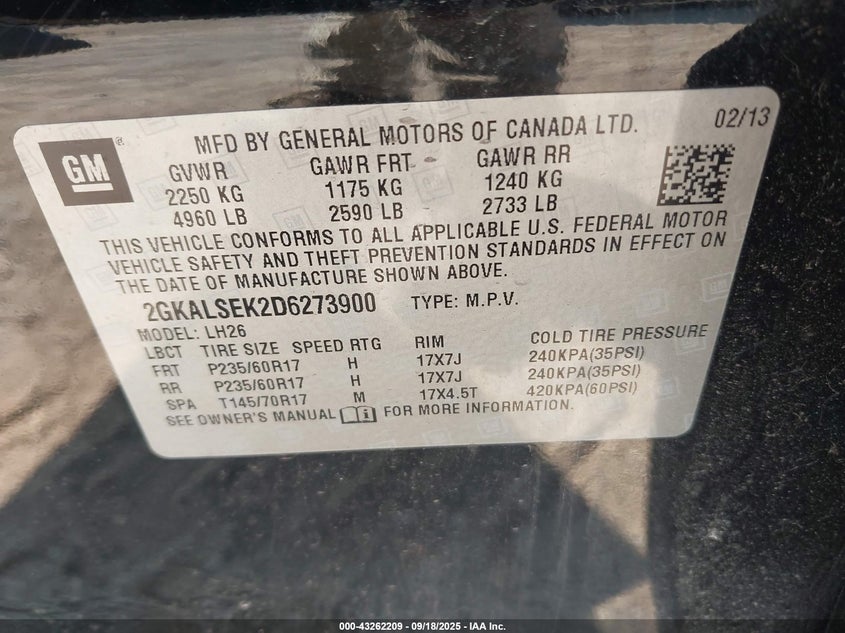 MFD BY GENERAL MOTORS OF CANADA LTD. 02/13
GM
GVWR GAWR FRT GAWR RR
2250 KG 1175 KG 1240 KG
4960 LB 2590 LB 2733 LB
THIS VEHICLE CONFORMS TO ALL APPLICABLE U.S. FEDERAL MOTOR
VEHICLE SAFETY AND THEFT PREVENTION STANDARDS IN EFFECT ON
THE DATE OF MANUFACTURE SHOWN ABOVE.
2GKALSEK2D6273900 TYPE: M.P.V.
MODEL: LH26
LBCT TIRE SIZE SPEED RTG RIM COLD TIRE PRESSURE
FRT P235/60R17 H 17X7J 240KPA(35PSI)
RR P235/60R17 H 17X7J 240KPA(35PSI)
SPA T145/70R17 M 17X4.5T 420KPA(60PSI)
SEE OWNER'S MANUAL FOR MORE INFORMATION.
000-43262209 - 09/18/2025 - IAA Inc.